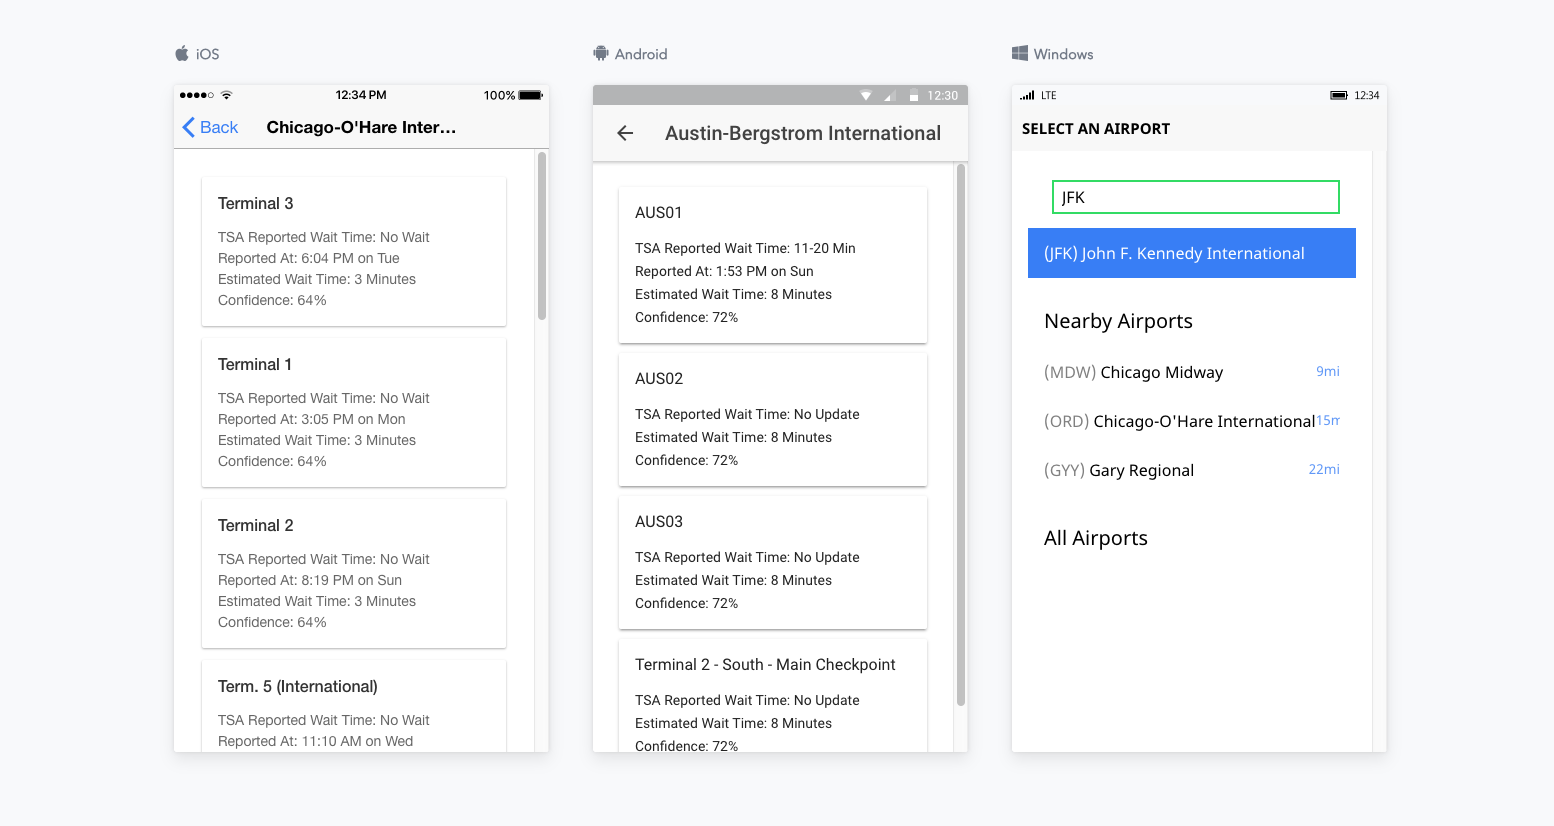 iOS
12:34 PM
100%
Back
Chicago-O'Hare Inter...
Terminal 3
TSA Reported Wait Time: No Wait
Reported At: 6:04 PM on Tue
Estimated Wait Time: 3 Minutes
Confidence: 64%
Terminal 1
TSA Reported Wait Time: No Wait
Reported At: 3:05 PM on Mon
Estimated Wait Time: 3 Minutes
Confidence: 64%
Terminal 2
TSA Reported Wait Time: No Wait
Reported At: 8:19 PM on Sun
Estimated Wait Time: 3 Minutes
Confidence: 64%
Term. 5 (International)
TSA Reported Wait Time: No Wait
Reported At: 11:10 AM on Wed
Android
12:30
Austin-Bergstrom International
AUS01
TSA Reported Wait Time: 11-20 Min
Reported At: 1:53 PM on Sun
Estimated Wait Time: 8 Minutes
Confidence: 72%
AUS02
TSA Reported Wait Time: No Update
Estimated Wait Time: 8 Minutes
Confidence: 72%
AUS03
TSA Reported Wait Time: No Update
Estimated Wait Time: 8 Minutes
Confidence: 72%
Terminal 2 - South - Main Checkpoint
TSA Reported Wait Time: No Update
Estimated Wait Time: 8 Minutes
Confidence: 72%
Windows
LTE
12:34
SELECT AN AIRPORT
JFK
(JFK) John F. Kennedy International
Nearby Airports
(MDW) Chicago Midway 9mi
(ORD) Chicago-O'Hare International 15m
(GYY) Gary Regional 22mi
All Airports